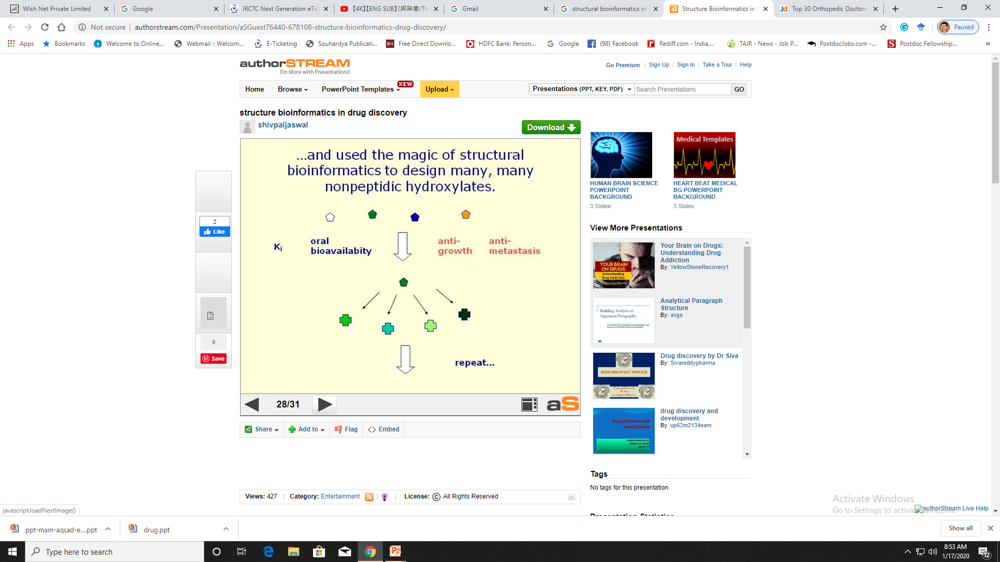 Wish Net Private Limited
Google
IRCTC Next Generation eTic
【4K】【ENG SUB】《绑架者/Th
Gmail
structural bioinformatics in
Structure Bioinformatics in D
Top 30 Orthopedic Doctors
Not secure
authorstream.com/Presentation/aSGuest76440-678108-structure-bioinformatics-drug-discovery/
Paused
Apps
Bookmarks
Welcome to Online...
Webmail :: Welcom...
E-Ticketing
Souhardya Publicati...
Free Direct Downlo...
HDFC Bank: Person...
Google
(98) Facebook
Rediff.com - India,...
TAIR - News - Job P...
PostdocJobs.com -...
Postdoc Fellowship...
»
authorSTREAM
Do More with Presentations!
Go Premium | Sign Up | Sign In | Take a Tour | Help
Home
Browse
PowerPoint Templates
NEW
Upload
Presentations (PPT, KEY, PDF)
Search Presentations
GO
structure bioinformatics in drug discovery
shivpaljaswal
Download
...and used the magic of structural
bioinformatics to design many, many
nonpeptidic hydroxylates.
Ki
oral
bioavailabity
anti-
growth
anti-
metastasis
repeat...
28/31
aS
2
Like
0
Save
Share
Add to
Flag
Embed
Views: 427
Category: Entertainment
License: © All Rights Reserved
Medical Templates
HUMAN BRAIN SCIENCE
POWERPOINT
BACKGROUND
3 Slides
HEART BEAT MEDICAL
BG POWERPOINT
BACKGROUND
3 Slides
View More Presentations
YOUR BRAIN
ON DRUGS:
Understanding
Drug Addiction
Your Brain on Drugs:
Understanding Drug
Addiction
By: YellowStoneRecovery1
Building Analysis or
Argument Paragraphs
Analytical Paragraph
Structure
By: avgs
DRUG DISCOVERY PROCESS
Drug discovery by Dr Siva
By: Sivareddypharma
drug discovery and
development
drug discovery and
development
By: up62m2134sam
Tags
No tags for this presentation.
Presentation Statistics
Activate Windows
Go to Settings to activate Windows.
authorStream Live Help
javascript:loadNextImage()
ppt-mam-aqsad-e....ppt
drug.ppt
Show all
Type here to search
8:53 AM
1/17/2020
12